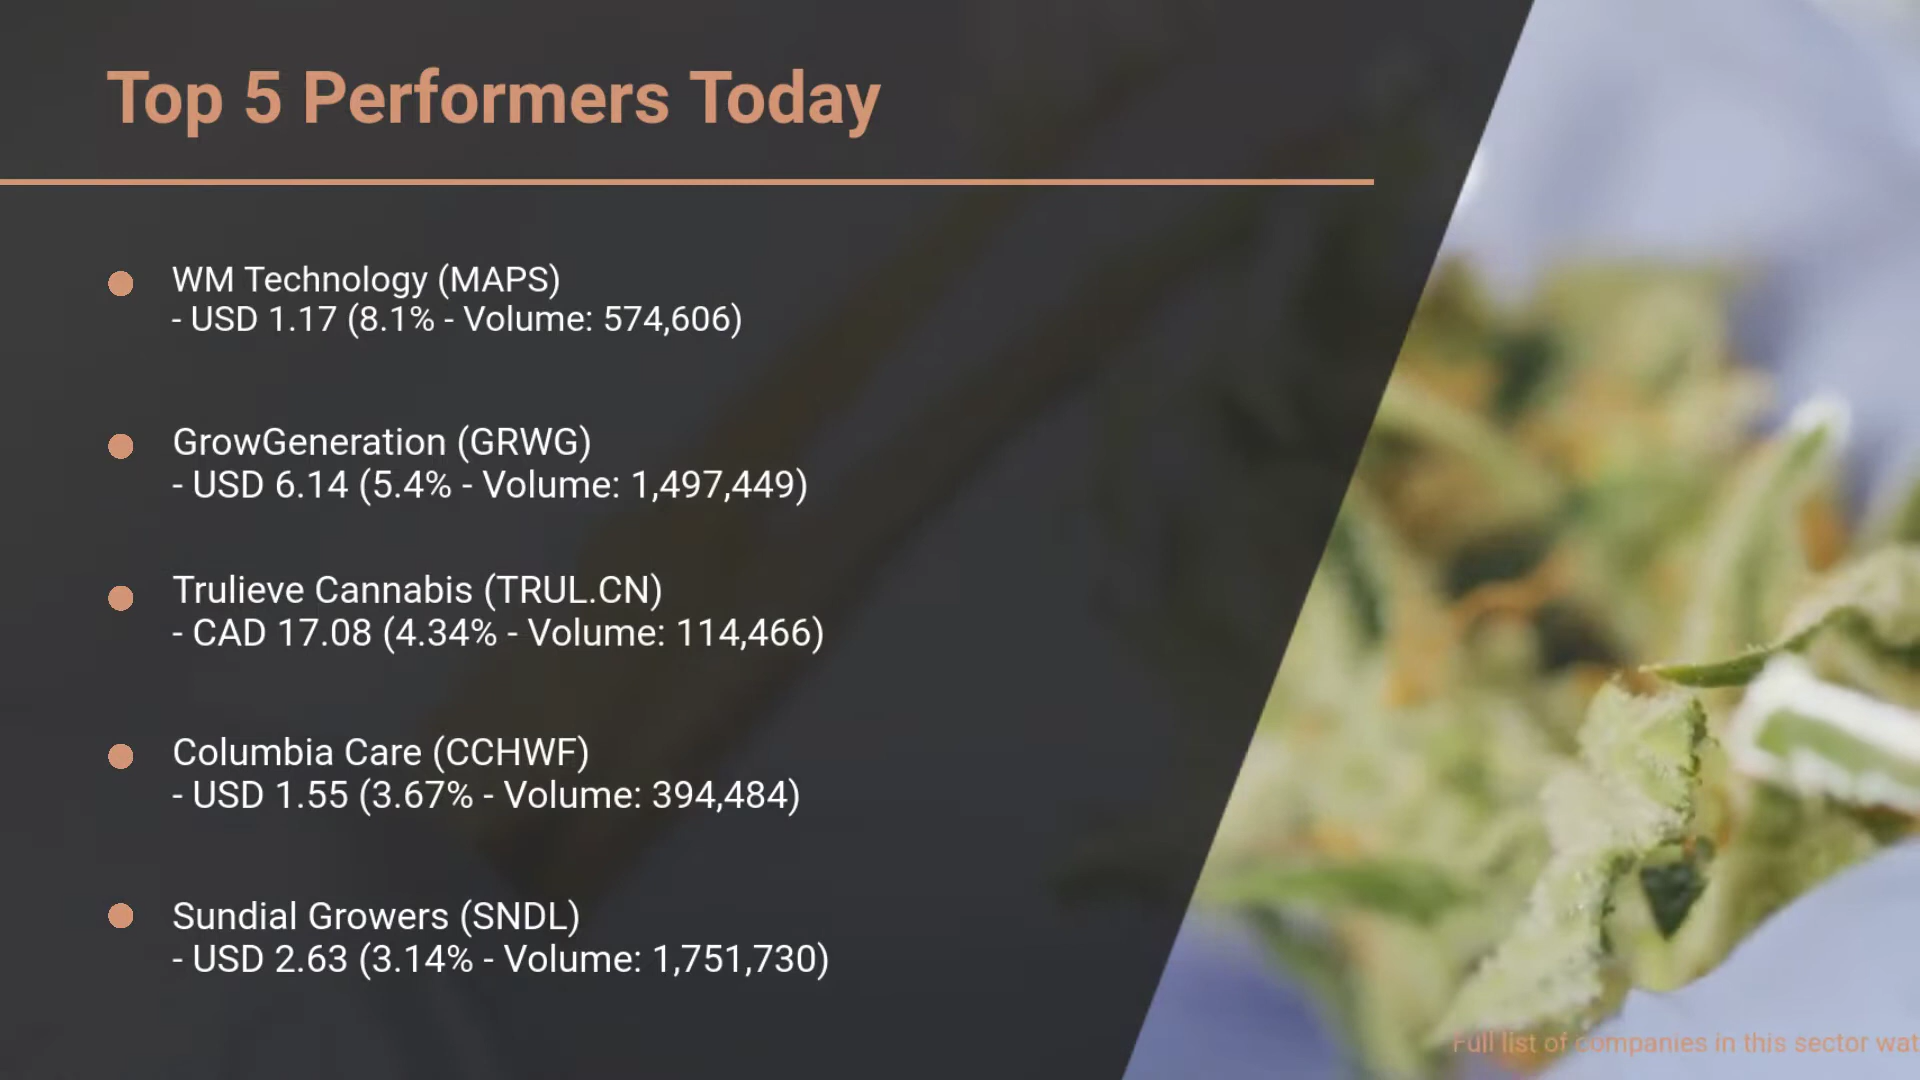 Top 5 Performers Today
WM Technology (MAPS)
- USD 1.17 (8.1% - Volume: 574,606)
GrowGeneration (GRWG)
- USD 6.14 (5.4% - Volume: 1,497,449)
Trulieve Cannabis (TRUL.CN)
- CAD 17.08 (4.34% - Volume: 114,466)
Columbia Care (CCHWF)
- USD 1.55 (3.67% - Volume: 394,484)
Sundial Growers (SNDL)
- USD 2.63 (3.14% - Volume: 1,751,730)
Full list of companies in this sector